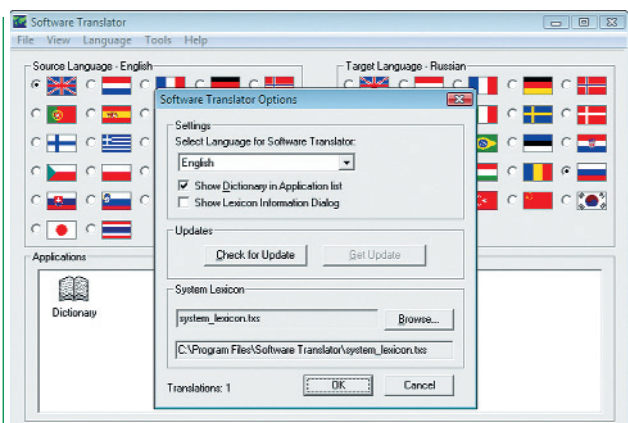 Software Translator
File View Language Tools Help
Source Language - English
Target Language - Russian
Software Translator Options
Settings
Select Language for Software Translator:
English
Show Dictionary in Application list
Show Lexicon Information Dialog
Updates
Check for Update Get Update
System Lexicon
system_lexicon.txs Browse...
C:\Program Files\Software Translator\system_lexicon.txs
Translations: 1 OK Cancel
Applications
Dictionary